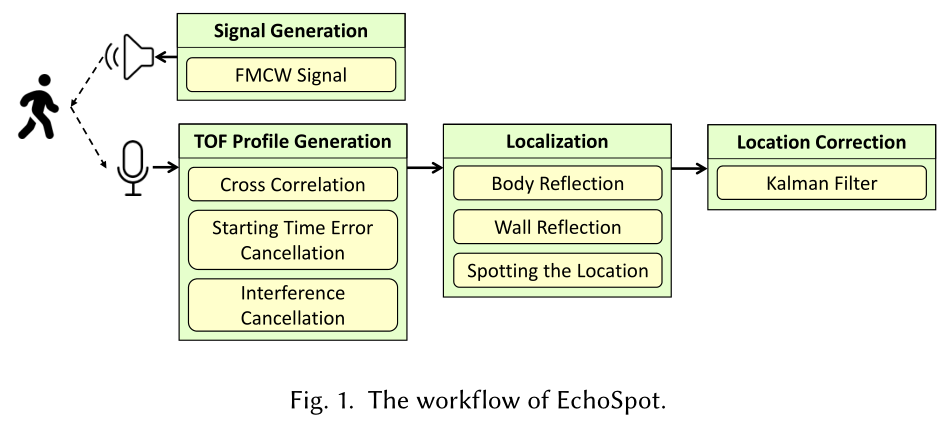 Signal Generation
FMCW Signal
TOF Profile Generation
Cross Correlation
Starting Time Error
Cancellation
Interference
Cancellation
Localization
Body Reflection
Wall Reflection
Spotting the Location
Location Correction
Kalman Filter
Fig. 1. The workflow of EchoSpot.